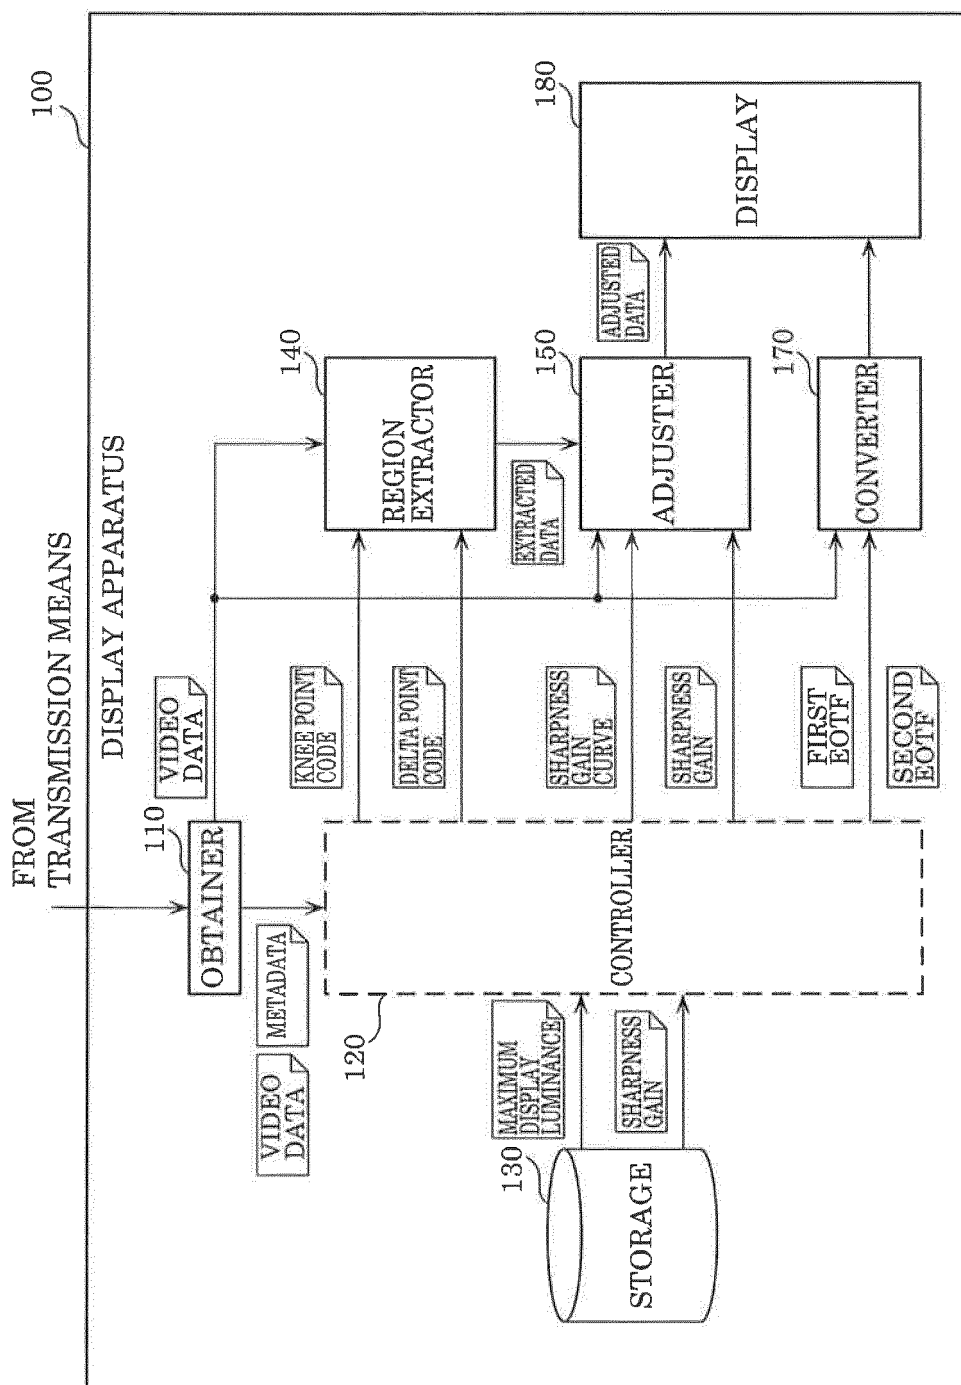 FROM
TRANSMISSION MEANS
DISPLAY APPARATUS
100
OBTAINER
110
VIDEO
DATA
VIDEO
DATA
METADATA
KNEE POINT
CODE
DELTA POINT
CODE
REGION
EXTRACTOR
140
EXTRACTED
DATA
STORAGE
130
MAXIMUM
DISPLAY
LUMINANCE
SHARPNESS
GAIN
CONTROLLER
120
SHARPNESS
GAIN
CURVE
SHARPNESS
GAIN
ADJUSTER
150
ADJUSTED
DATA
DISPLAY
180
FIRST
EOTF
SECOND
EOTF
CONVERTER
170